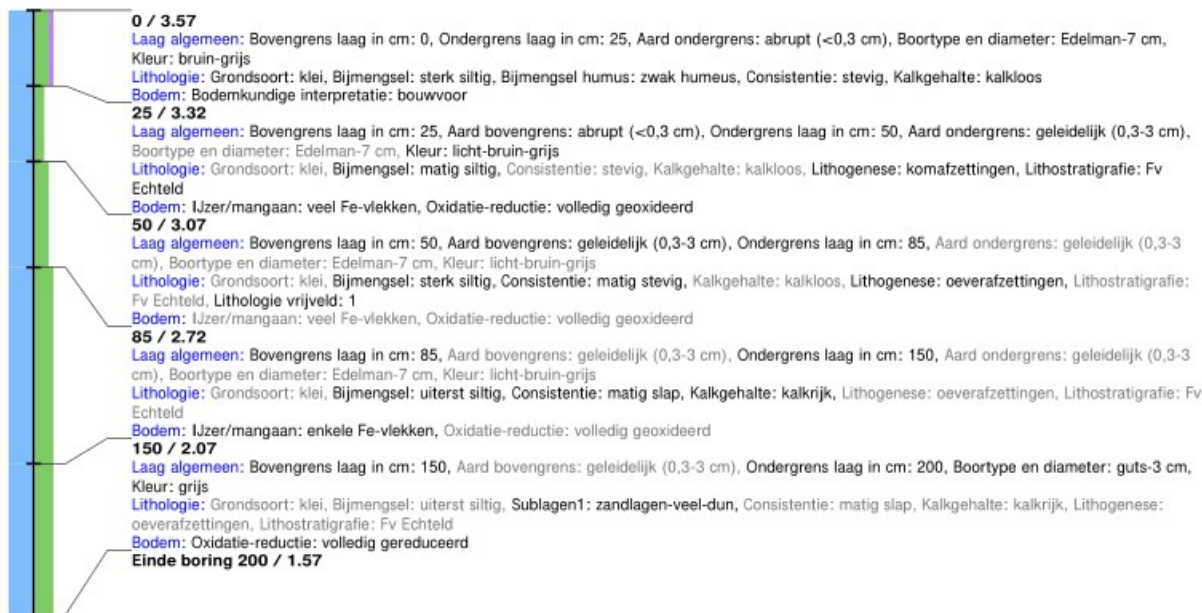 0 / 3.57
Laag algemeen: Bovengrens laag in cm: 0, Ondergrens laag in cm: 25, Aard ondergrens: abrupt (<0,3 cm), Boortype en diameter: Edelman-7 cm,
Kleur: bruin-grijs
Lithologie: Grondsoort: klei, Bijmengsel: sterk siltig, Bijmengsel humus: zwak humeus, Consistentie: stevig, Kalkgehalte: kalkloos
Bodem: Bodemkundige interpretatie: bouwvoor
25 / 3.32
Laag algemeen: Bovengrens laag in cm: 25, Aard bovengrens: abrupt (<0,3 cm), Ondergrens laag in cm: 50, Aard ondergrens: geleidelijk (0,3-3 cm),
Boortype en diameter: Edelman-7 cm, Kleur: licht-bruin-grijs
Lithologie: Grondsoort: klei, Bijmengsel: matig siltig, Consistentie: stevig, Kalkgehalte: kalkloos, Lithogenese: komafzettingen, Lithostratigrafie: Fv
Echteld
Bodem: IJzer/mangaan: veel Fe-vlekken, Oxidatie-reductie: volledig geoxideerd
50 / 3.07
Laag algemeen: Bovengrens laag in cm: 50, Aard bovengrens: geleidelijk (0,3-3 cm), Ondergrens laag in cm: 85, Aard ondergrens: geleidelijk (0,3-3
cm), Boortype en diameter: Edelman-7 cm, Kleur: licht-bruin-grijs
Lithologie: Grondsoort: klei, Bijmengsel: sterk siltig, Consistentie: matig stevig, Kalkgehalte: kalkloos, Lithogenese: oeverafzettingen, Lithostratigrafie:
Fv Echteld, Lithologie vrijveld: 1
Bodem: IJzer/mangaan: veel Fe-vlekken, Oxidatie-reductie: volledig geoxideerd
85 / 2.72
Laag algemeen: Bovengrens laag in cm: 85, Aard bovengrens: geleidelijk (0,3-3 cm), Ondergrens laag in cm: 150, Aard ondergrens: geleidelijk (0,3-3
cm), Boortype en diameter: Edelman-7 cm, Kleur: licht-bruin-grijs
Lithologie: Grondsoort: klei, Bijmengsel: uiterst siltig, Consistentie: matig slap, Kalkgehalte: kalkrijk, Lithogenese: oeverafzettingen, Lithostratigrafie: Fv
Echteld
Bodem: IJzer/mangaan: enkele Fe-vlekken, Oxidatie-reductie: volledig geoxideerd
150 / 2.07
Laag algemeen: Bovengrens laag in cm: 150, Aard bovengrens: geleidelijk (0,3-3 cm), Ondergrens laag in cm: 200, Boortype en diameter: guts-3 cm,
Kleur: grijs
Lithologie: Grondsoort: klei, Bijmengsel: uiterst siltig, Sublagen1: zandlagen-veel-dun, Consistentie: matig slap, Kalkgehalte: kalkrijk, Lithogenese:
oeverafzettingen, Lithostratigrafie: Fv Echteld
Bodem: Oxidatie-reductie: volledig gereduceerd
Einde boring 200 / 1.57